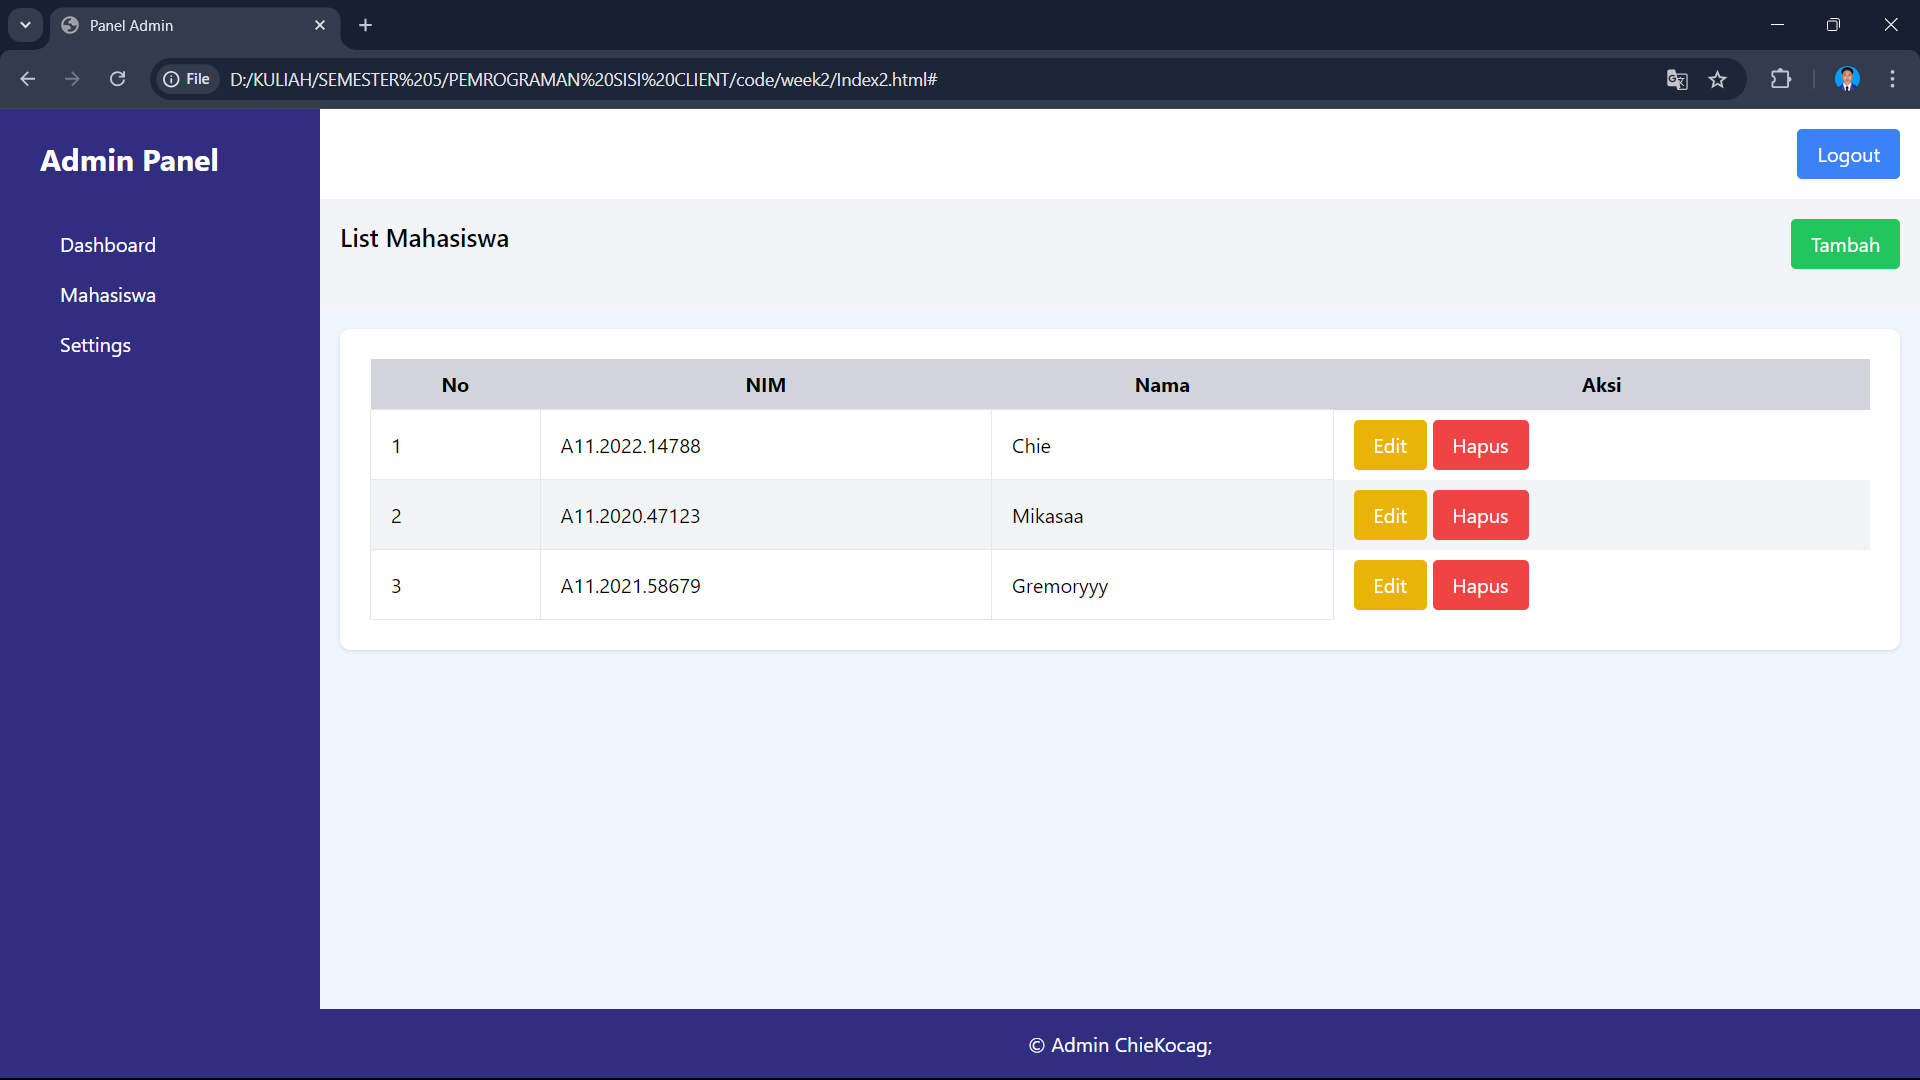 Panel Admin
File D:/KULIAH/SEMESTER%205/PEMROGRAMAN%20SISI%20CLIENT/code/week2/Index2.html#
Admin Panel
Logout
Dashboard
Mahasiswa
Settings
List Mahasiswa
Tambah
No NIM Nama Aksi
1 A11.2022.14788 Chie Edit Hapus
2 A11.2020.47123 Mikasaa Edit Hapus
3 A11.2021.58679 Gremoryyy Edit Hapus
© Admin ChieKocag;